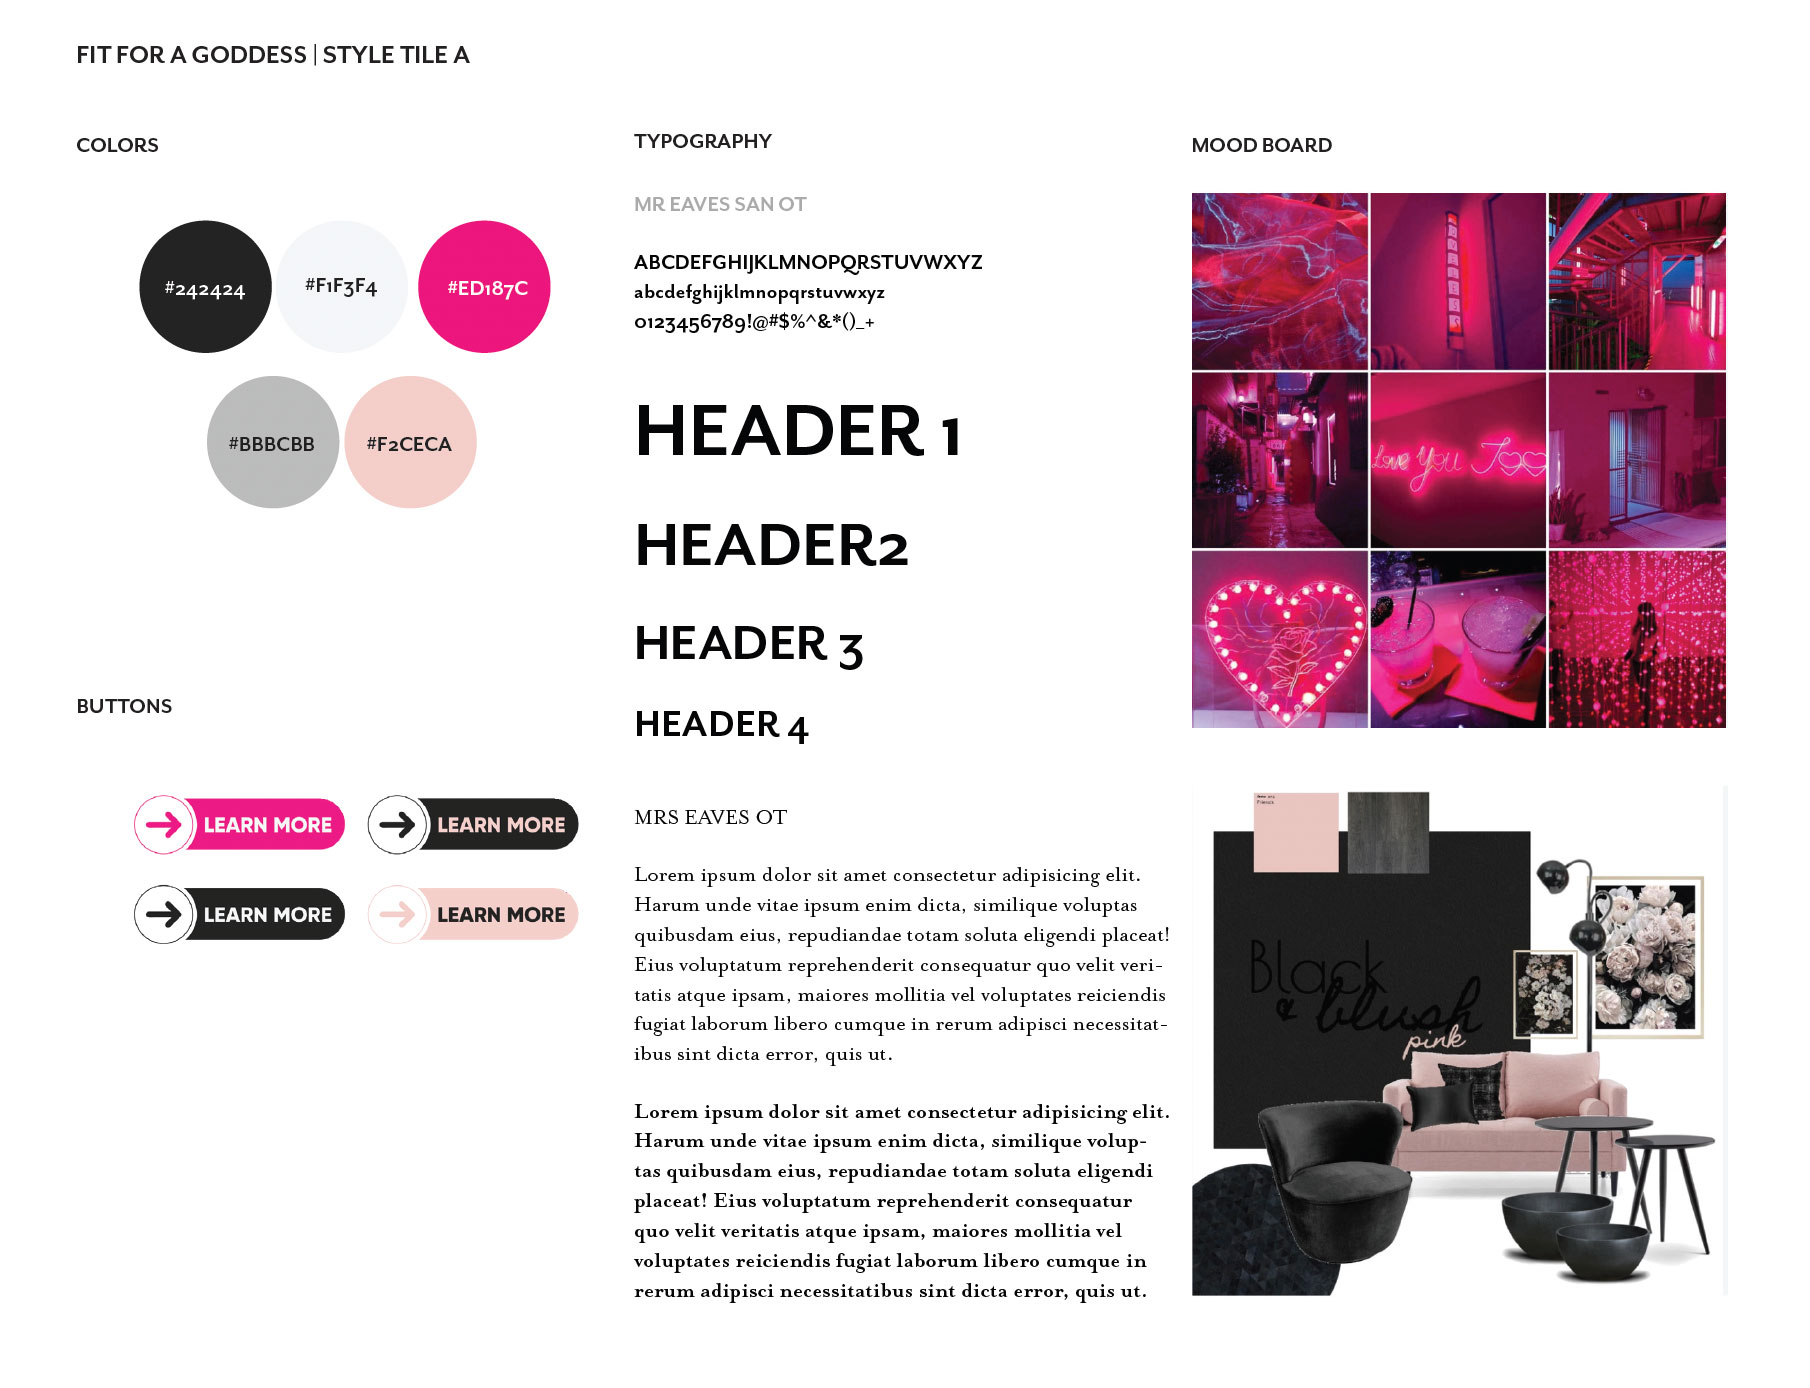 FIT FOR A GODDESS | STYLE TILE A
COLORS
#242424
#F1F3F4
#ED187C
#BBBCBB
#F2CECA
BUTTONS
LEARN MORE
LEARN MORE
LEARN MORE
LEARN MORE
TYPOGRAPHY
MR EAVES SAN OT
ABCDEFGHIJKLMNOPQRSTUVWXYZ
abcdefghijklmnopqrstuvwxyz
0123456789!@#$%^&*()_+
HEADER 1
HEADER2
HEADER 3
HEADER 4
MRS EAVES OT
Lorem ipsum dolor sit amet consectetur adipisicing elit.
Harum unde vitae ipsum enim dicta, similique voluptas
quibusdam eius, repudiandae totam soluta eligendi placeat!
Eius voluptatum reprehenderit consequatur quo velit veri-
tatis atque ipsam, maiores mollitia vel voluptates reiciendis
fugiat laborum libero cumque in rerum adipisci necessitat-
ibus sint dicta error, quis ut.
Lorem ipsum dolor sit amet consectetur adipisicing elit.
Harum unde vitae ipsum enim dicta, similique volup-
tas quibusdam eius, repudiandae totam soluta eligendi
placeat! Eius voluptatum reprehenderit consequatur
quo velit veritatis atque ipsam, maiores mollitia vel
voluptates reiciendis fugiat laborum libero cumque in
rerum adipisci necessitatibus sint dicta error, quis ut.
MOOD BOARD
Love You Too
Black
& blush
pink